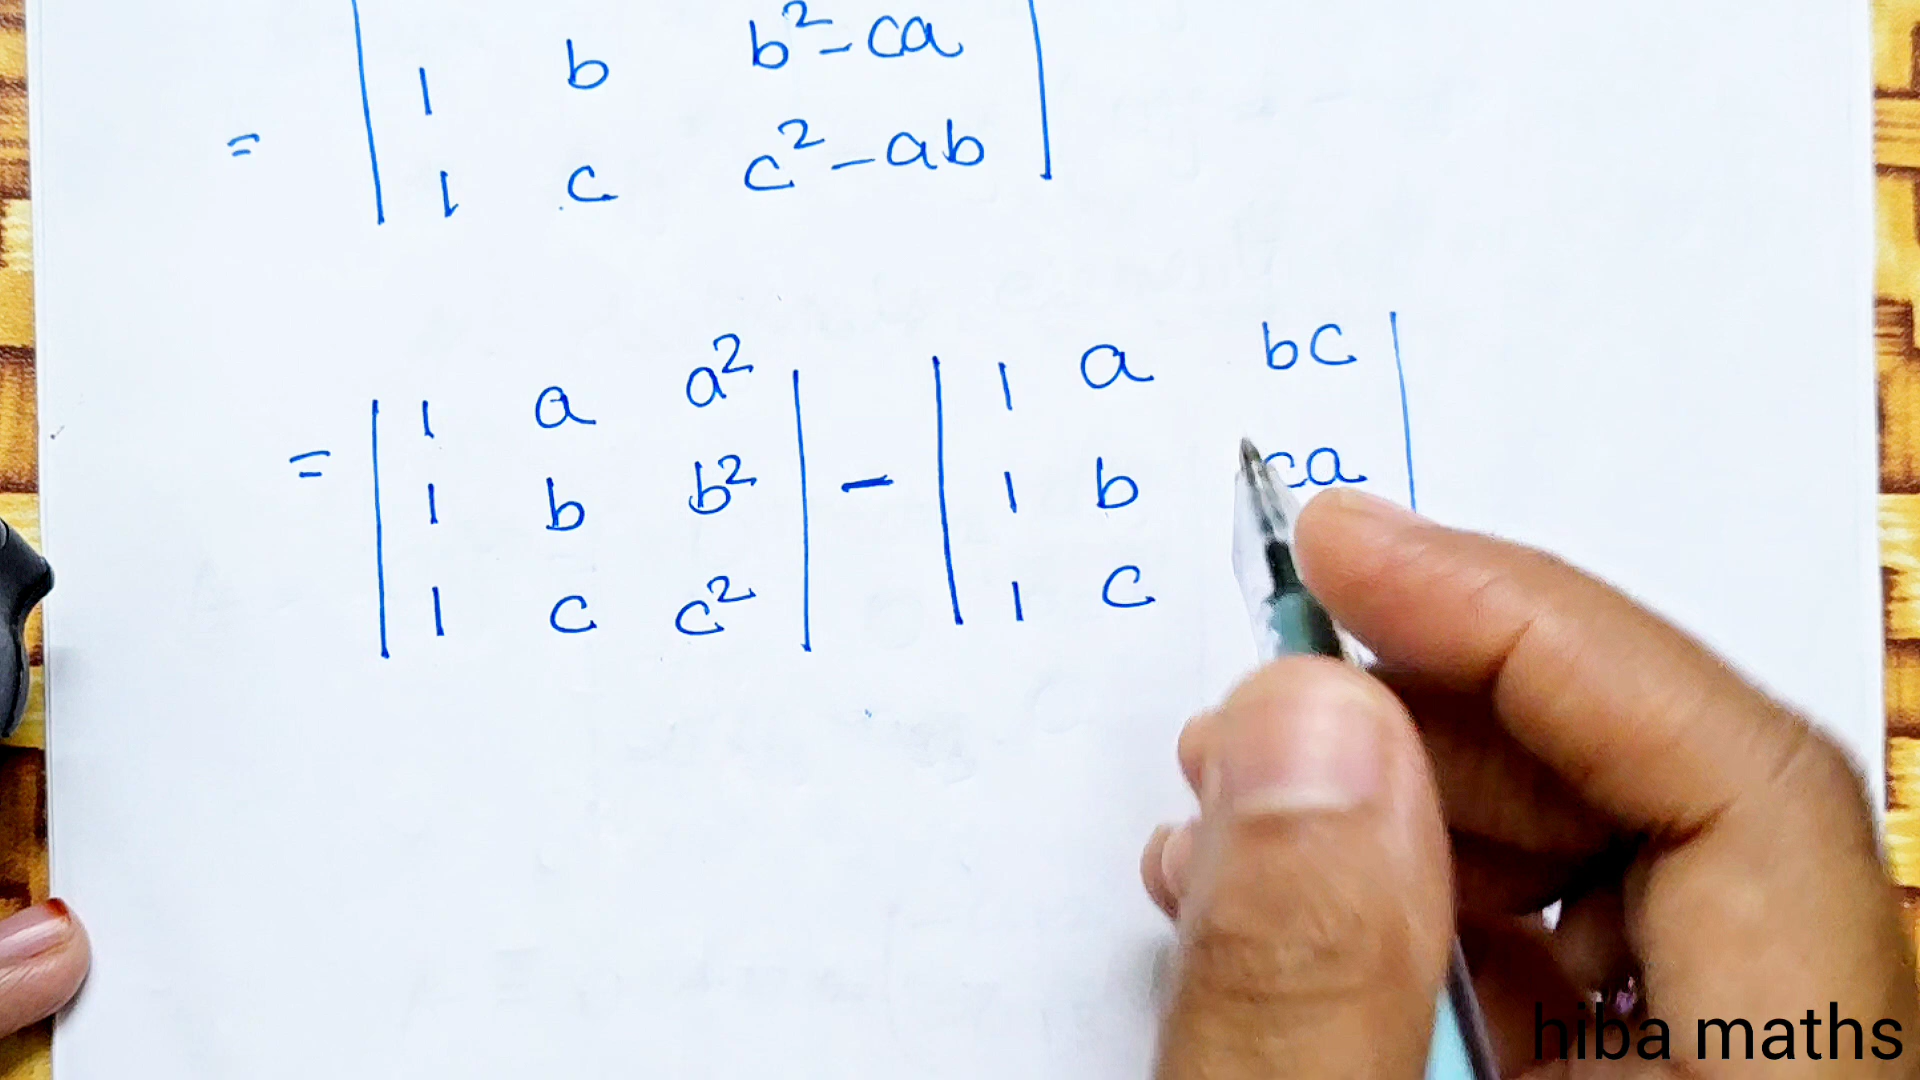 1 b b²-ca
=
1 c c²-ab
1 a a² 1 a bc
= 1 b b² - 1 b ca
1 c c² 1 c
hiba maths